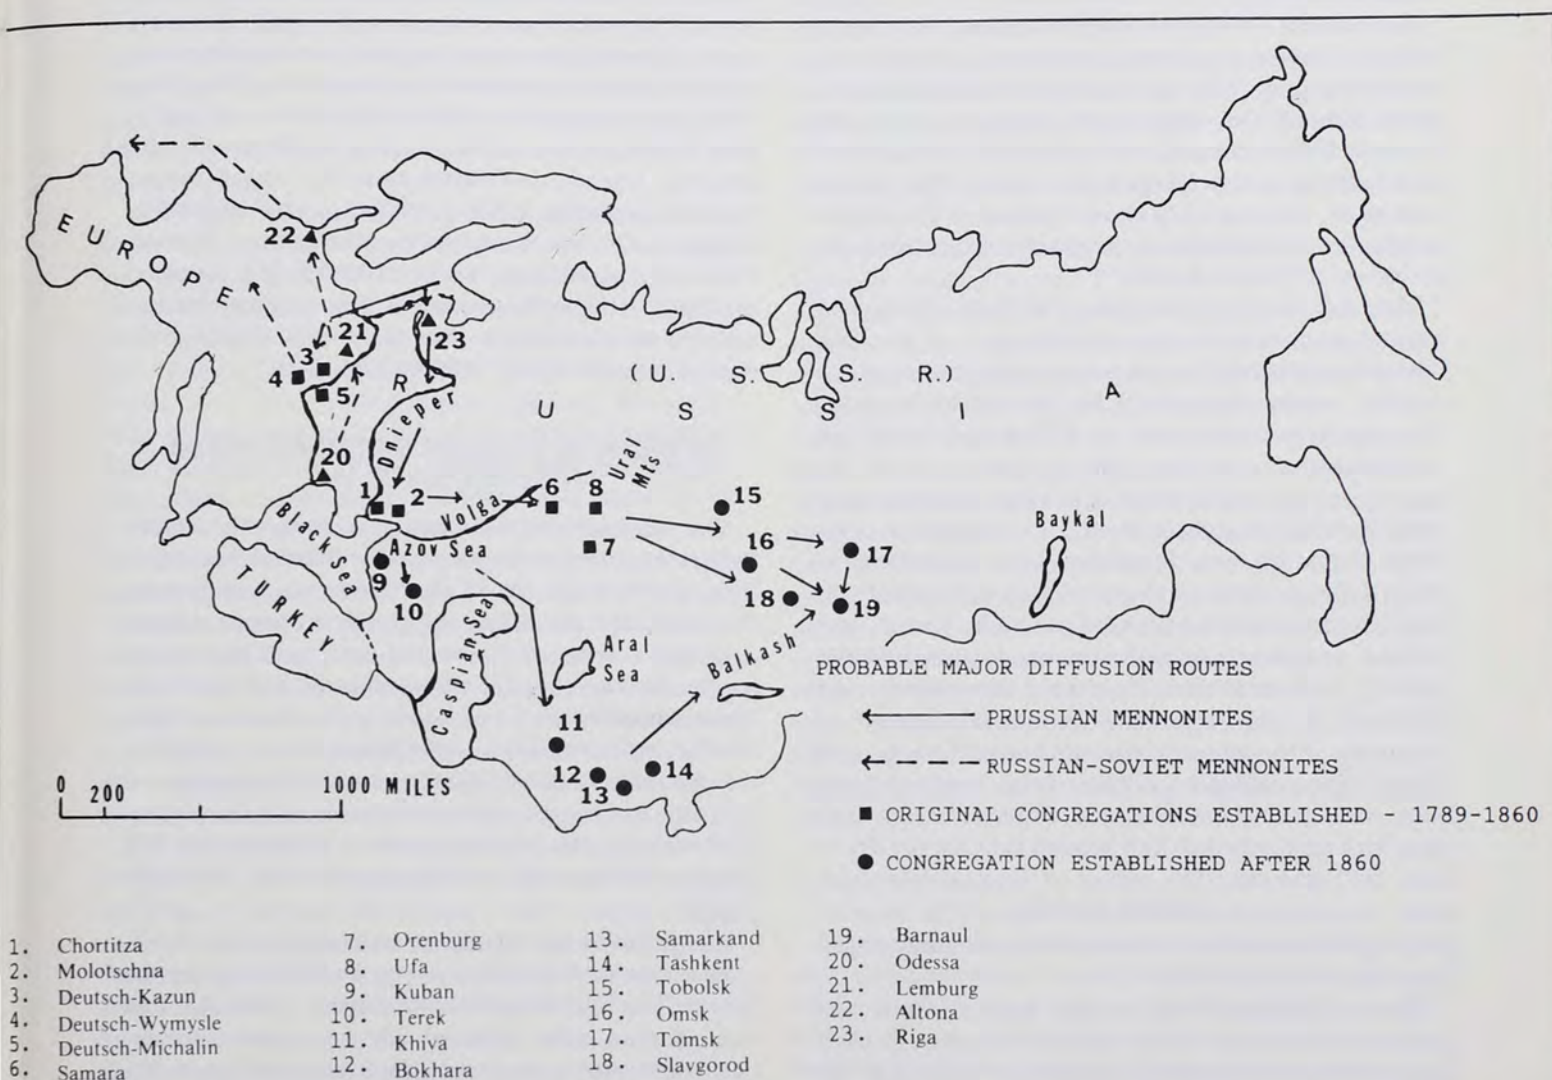 EUROPE
22
21
23
3
4
5
R
(U. S. S. R.)
U S S I A
Dnieper
20
1
2
Volga
6
8
7
Ural
Mts
15
16
17
18
19
Baykal
Black Sea
Azov Sea
9
10
TURKEY
Caspian Sea
Aral
Sea
Balkash
11
12
13
14
0 200 1000 MILES
PROBABLE MAJOR DIFFUSION ROUTES
PRUSSIAN MENNONITES
RUSSIAN-SOVIET MENNONITES
ORIGINAL CONGREGATIONS ESTABLISHED - 1789-1860
CONGREGATION ESTABLISHED AFTER 1860
1. Chortitza
2. Molotschna
3. Deutsch-Kazun
4. Deutsch-Wymysle
5. Deutsch-Michalin
6. Samara
7. Orenburg
8. Ufa
9. Kuban
10. Terek
11. Khiva
12. Bokhara
13. Samarkand
14. Tashkent
15. Tobolsk
16. Omsk
17. Tomsk
18. Slavgorod
19. Barnaul
20. Odessa
21. Lemburg
22. Altona
23. Riga